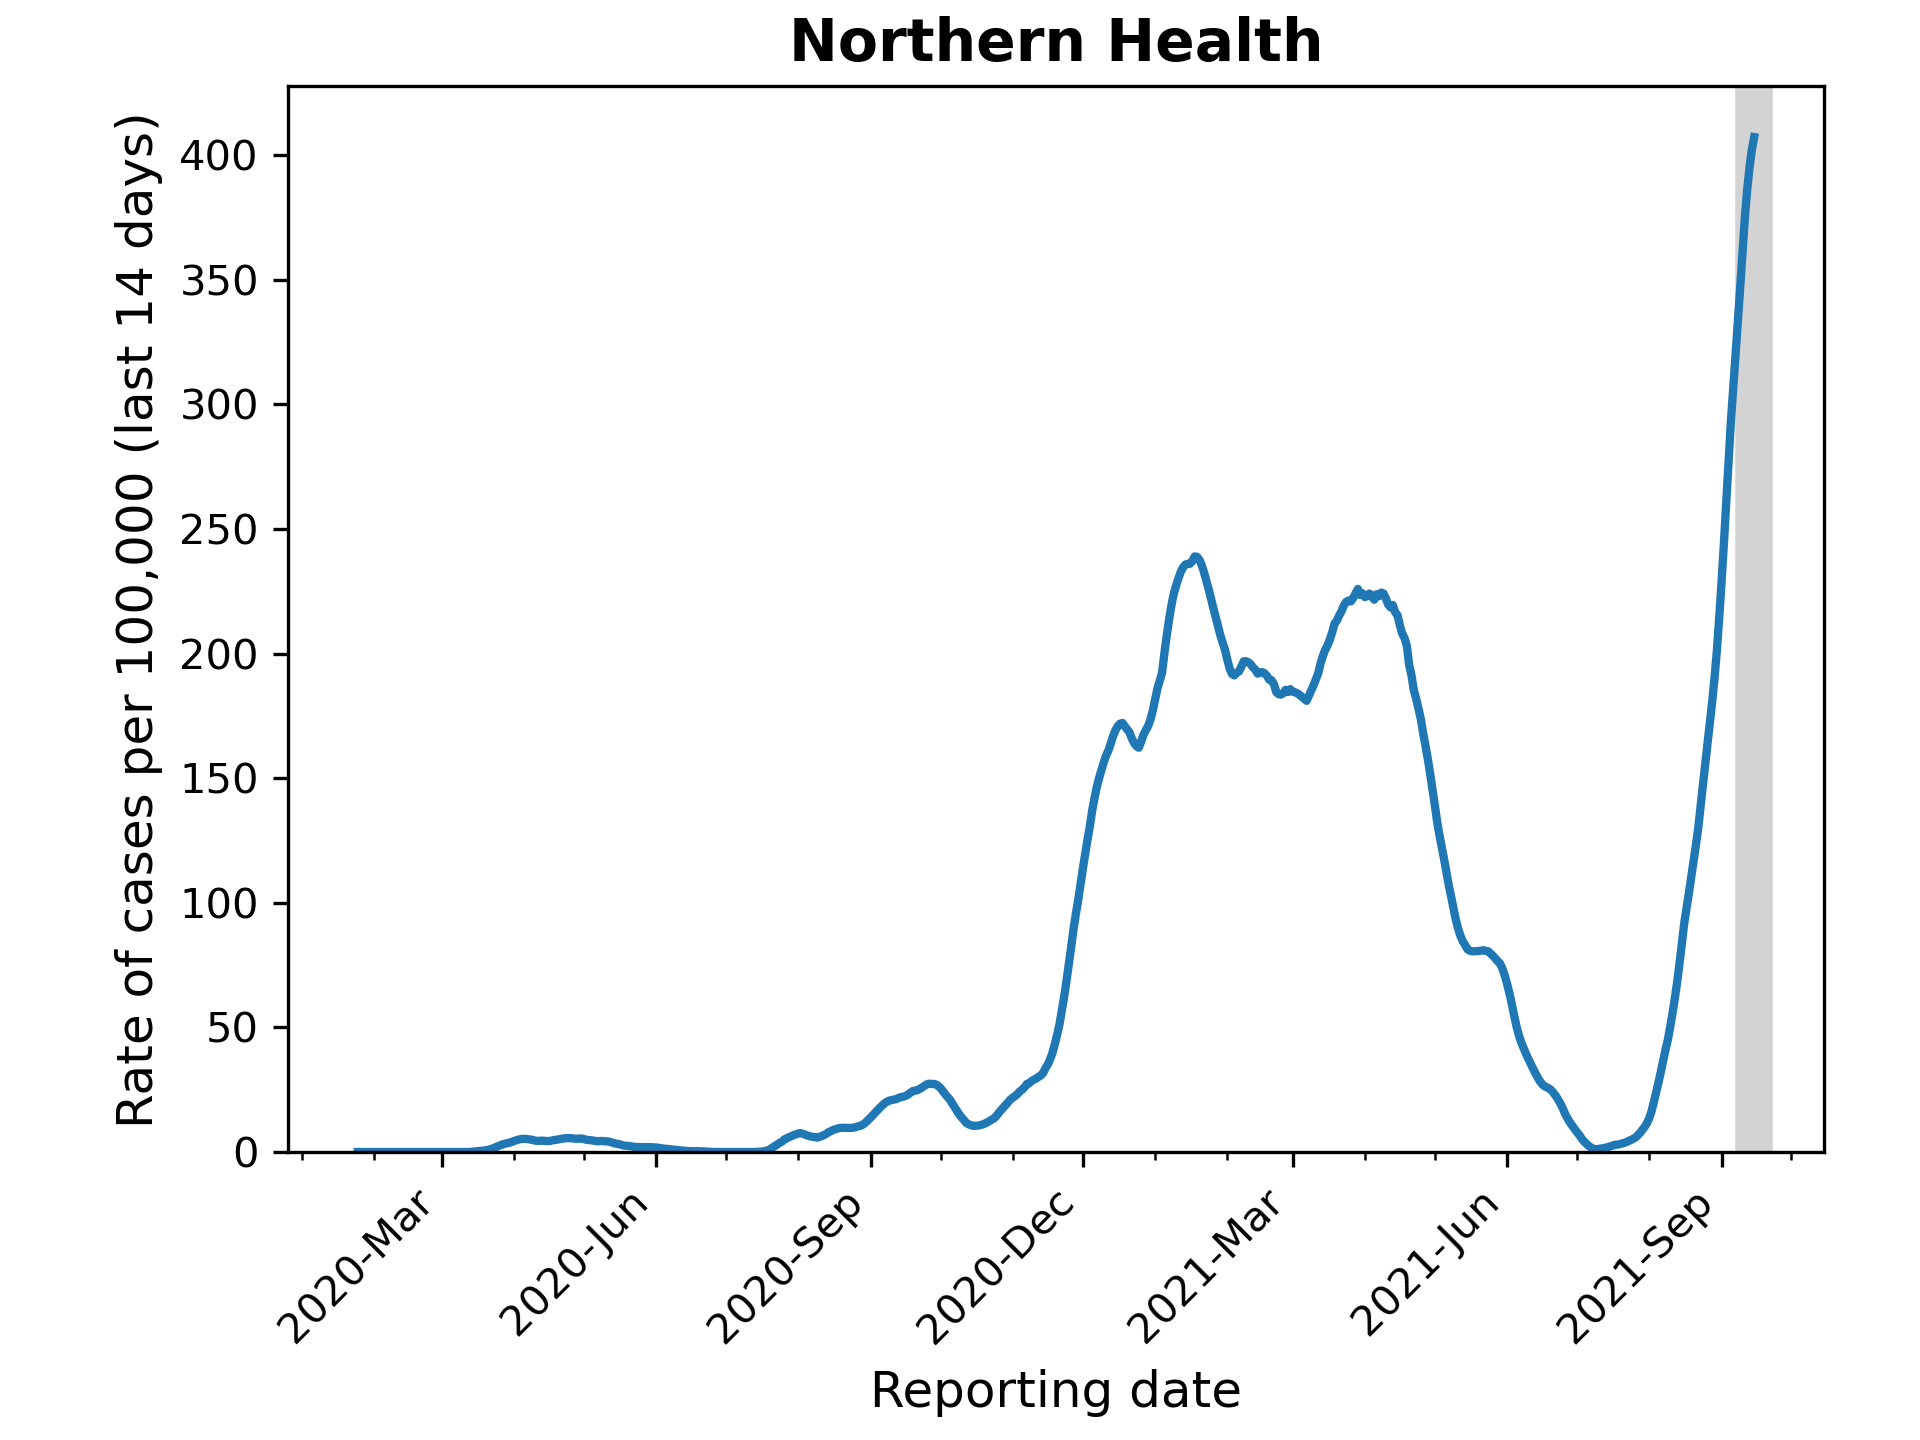 Northern Health
Rate of cases per 100,000 (last 14 days)
400
350
300
250
200
150
100
50
0
2020-Mar
2020-Jun
2020-Sep
2020-Dec
2021-Mar
2021-Jun
2021-Sep
Reporting date